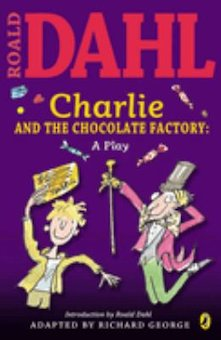 ROALD
DAHL
Charlie
AND THE CHOCOLATE FACTORY:
A Play
Introduction by Roald Dahl
ADAPTED BY RICHARD GEORGE